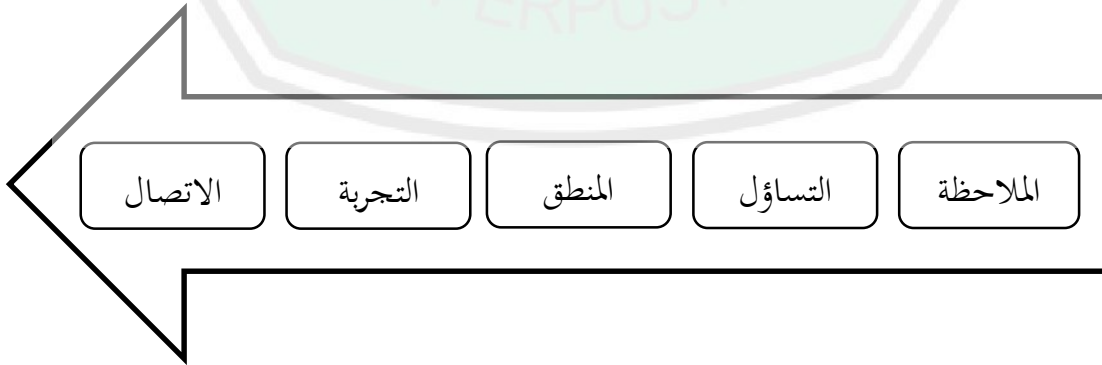 الملاحظة
التساؤل
المنطق
التجربة
الاتصال